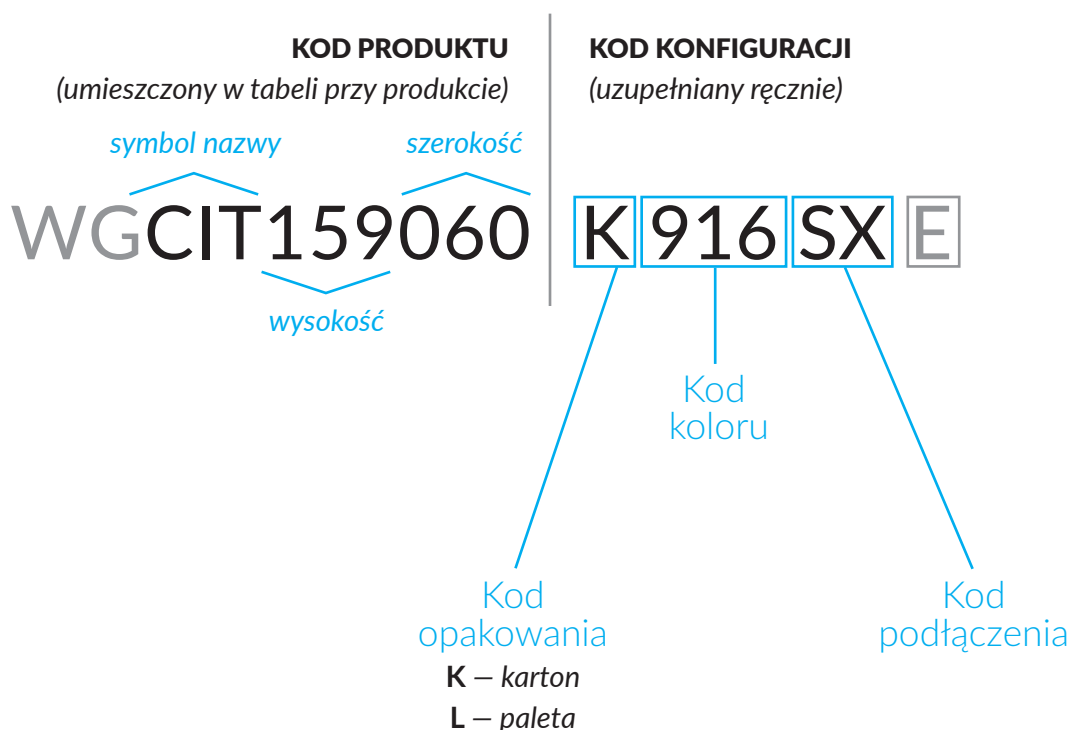 KOD PRODUKTU
(umieszczony w tabeli przy produkcie)
KOD KONFIGURACJI
(uzupełniany ręcznie)
symbol nazwy
szerokość
WGCIT159060 K 916 SX E
wysokość
Kod
koloru
Kod
opakowania
K — karton
L — paleta
Kod
podłączenia